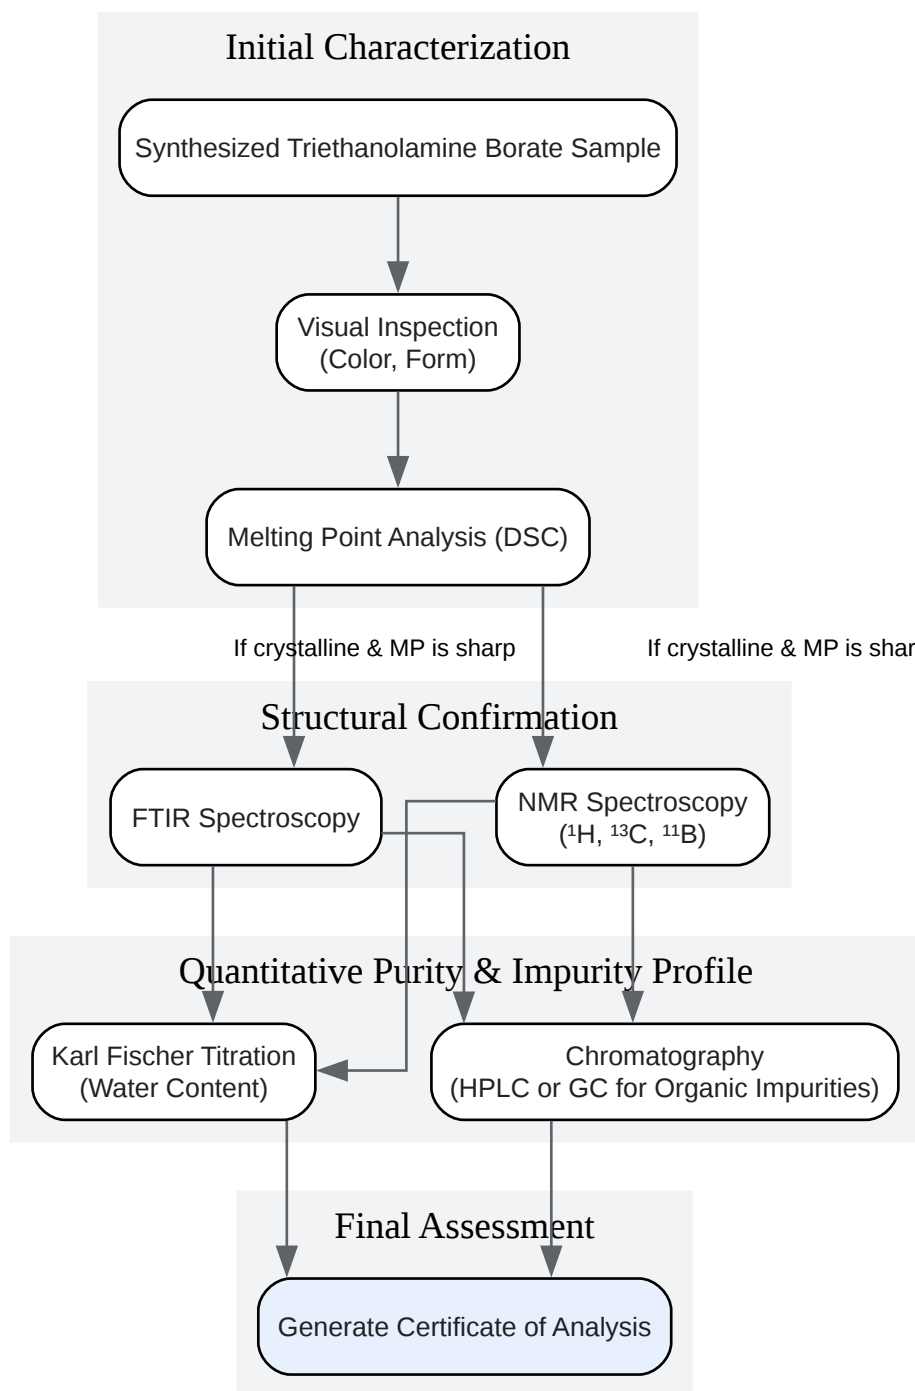 Initial Characterization
Synthesized Triethanolamine Borate Sample
Visual Inspection
(Color, Form)
Melting Point Analysis (DSC)
If crystalline & MP is sharp
If crystalline & MP is shar
Structural Confirmation
FTIR Spectroscopy
NMR Spectroscopy
(¹H, ¹³C, ¹¹B)
Quantitative Purity & Impurity Profile
Karl Fischer Titration
(Water Content)
Chromatography
(HPLC or GC for Organic Impurities)
Final Assessment
Generate Certificate of Analysis